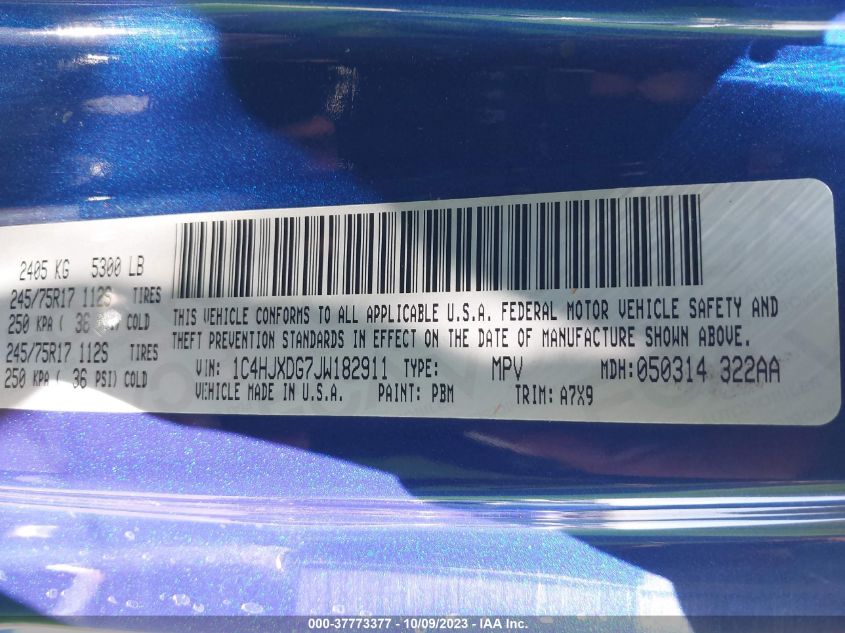 2405 KG 5300 LB
245/75R17 112S TIRES
250 KPA ( 36 ) COLD
245/75R17 112S TIRES
250 KPA ( 36 PSI) COLD
THIS VEHICLE CONFORMS TO ALL APPLICABLE U.S.A. FEDERAL MOTOR VEHICLE SAFETY AND
THEFT PREVENTION STANDARDS IN EFFECT ON THE DATE OF MANUFACTURE SHOWN ABOVE.
VIN: 1C4HJXDG7JW182911 TYPE: MPV MDH:050314 322AA
VEHICLE MADE IN U.S.A. PAINT: PBM TRIM: A7X9
000-37773377 - 10/09/2023 - IAA Inc.